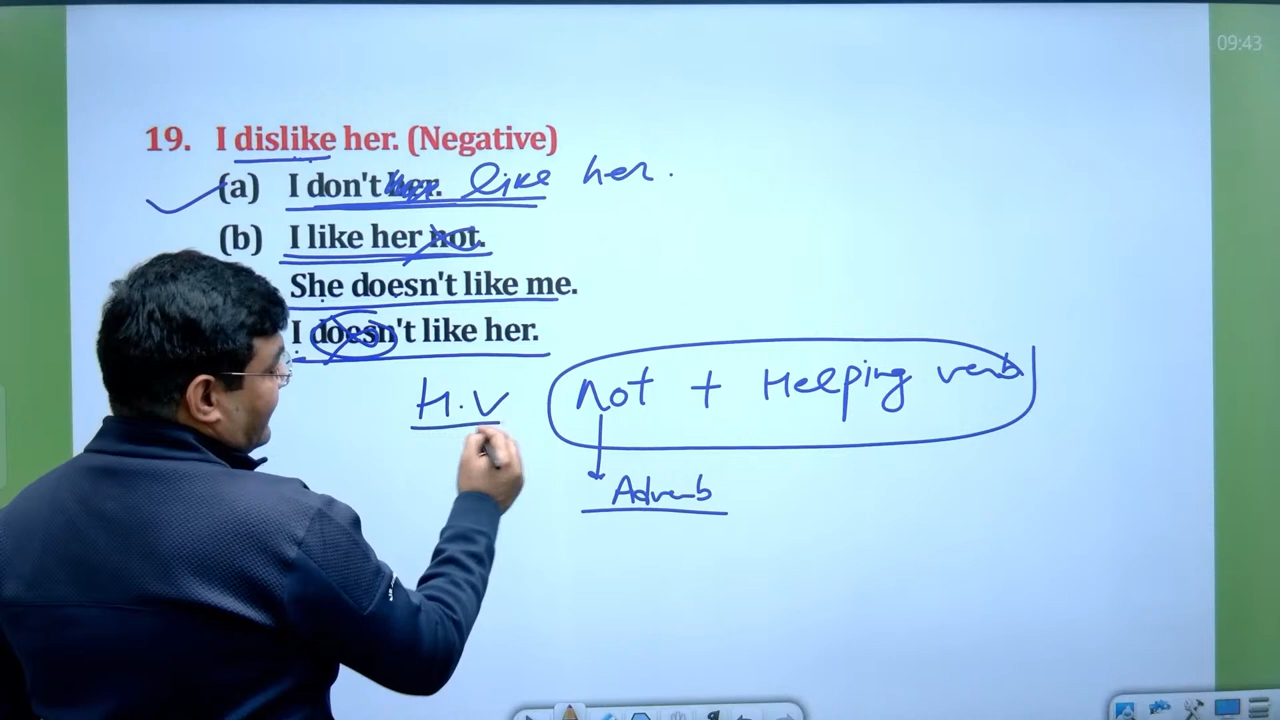 09:43
19. I dislike her. (Negative)
(a) I don't her. like her.
(b) I like her not.
She doesn't like me.
I doesn't like her.
H.V not + Helping verb
Adverb